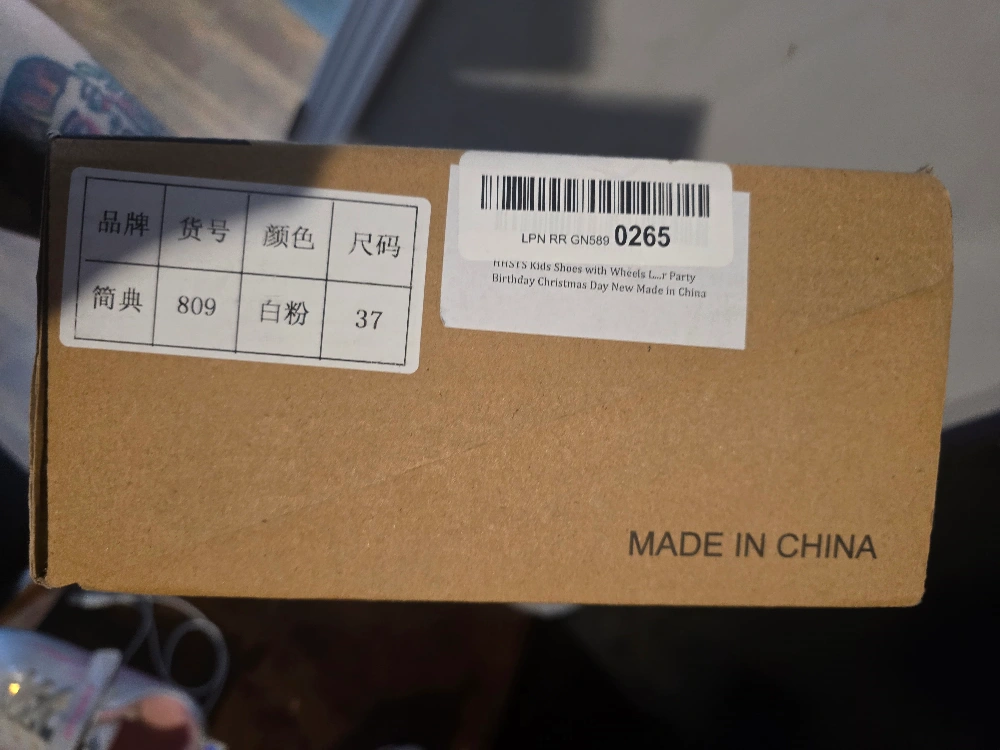 品牌 货号 颜色 尺码
简典 809 白粉 37
LPN RR GN589 0265
HHSTS Kids Shoes with Wheels L...r Party
Birthday Christmas Day New Made in China
MADE IN CHINA